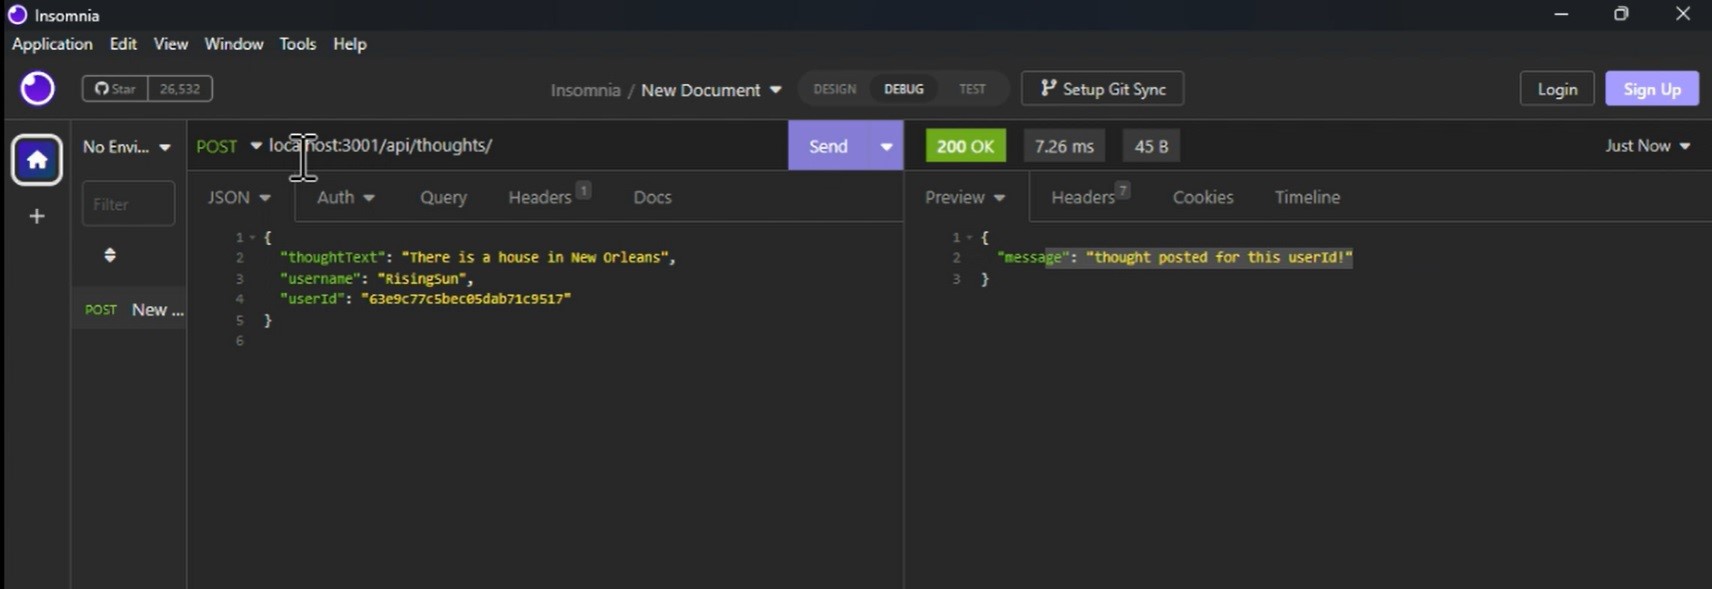 Insomnia
Application Edit View Window Tools Help
Star 26,532 Insomnia / New Document DESIGN DEBUG TEST Setup Git Sync Login Sign Up
No Envi... POST localhost:3001/api/thoughts/ Send 200 OK 7.26 ms 45 B Just Now
Filter JSON Auth Query Headers 1 Docs Preview Headers 7 Cookies Timeline
1 {
2 "thoughtText": "There is a house in New Orleans",
3 "username": "RisingSun",
4 "userId": "63e9c77c5bec05dab71c9517"
5 }
6
POST New ...
1 {
2 "message": "thought posted for this userId!"
3 }